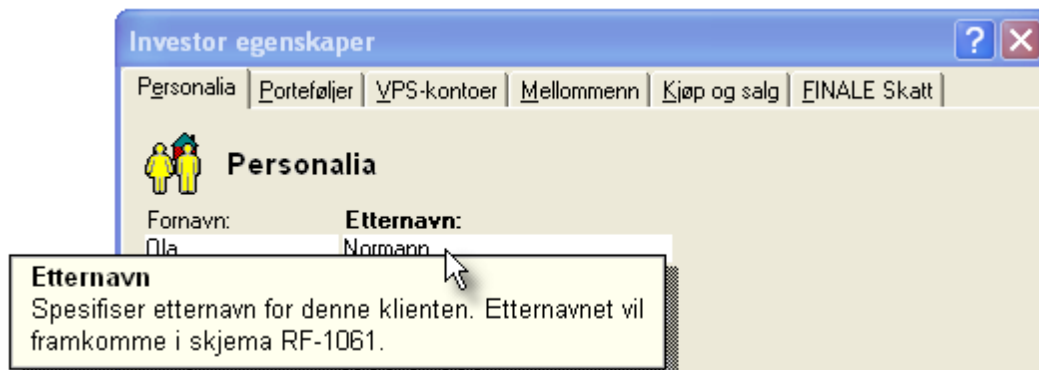 Investor egenskaper
Personalia Porteføljer VPS-kontoer Mellommenn Kjøp og salg FINALE Skatt
Personalia
Fornavn: Etternavn:
Ola Normann
Etternavn
Spesifiser etternavn for denne klienten. Etternavnet vil
framkomme i skjema RF-1061.